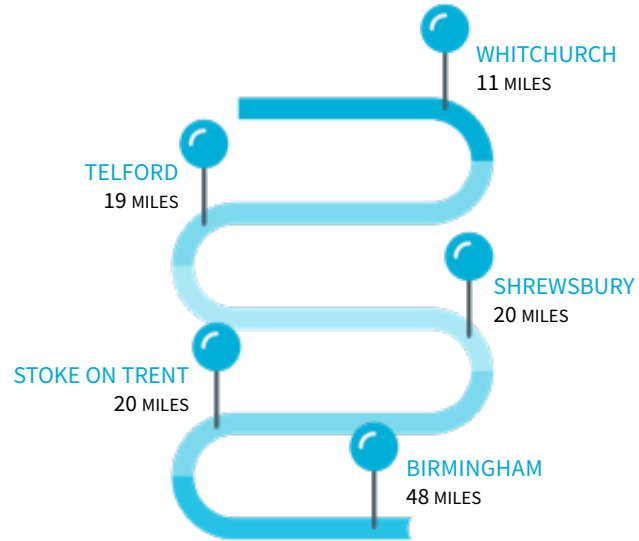 WHITCHURCH
11 MILES
TELFORD
19 MILES
SHREWSBURY
20 MILES
STOKE ON TRENT
20 MILES
BIRMINGHAM
48 MILES